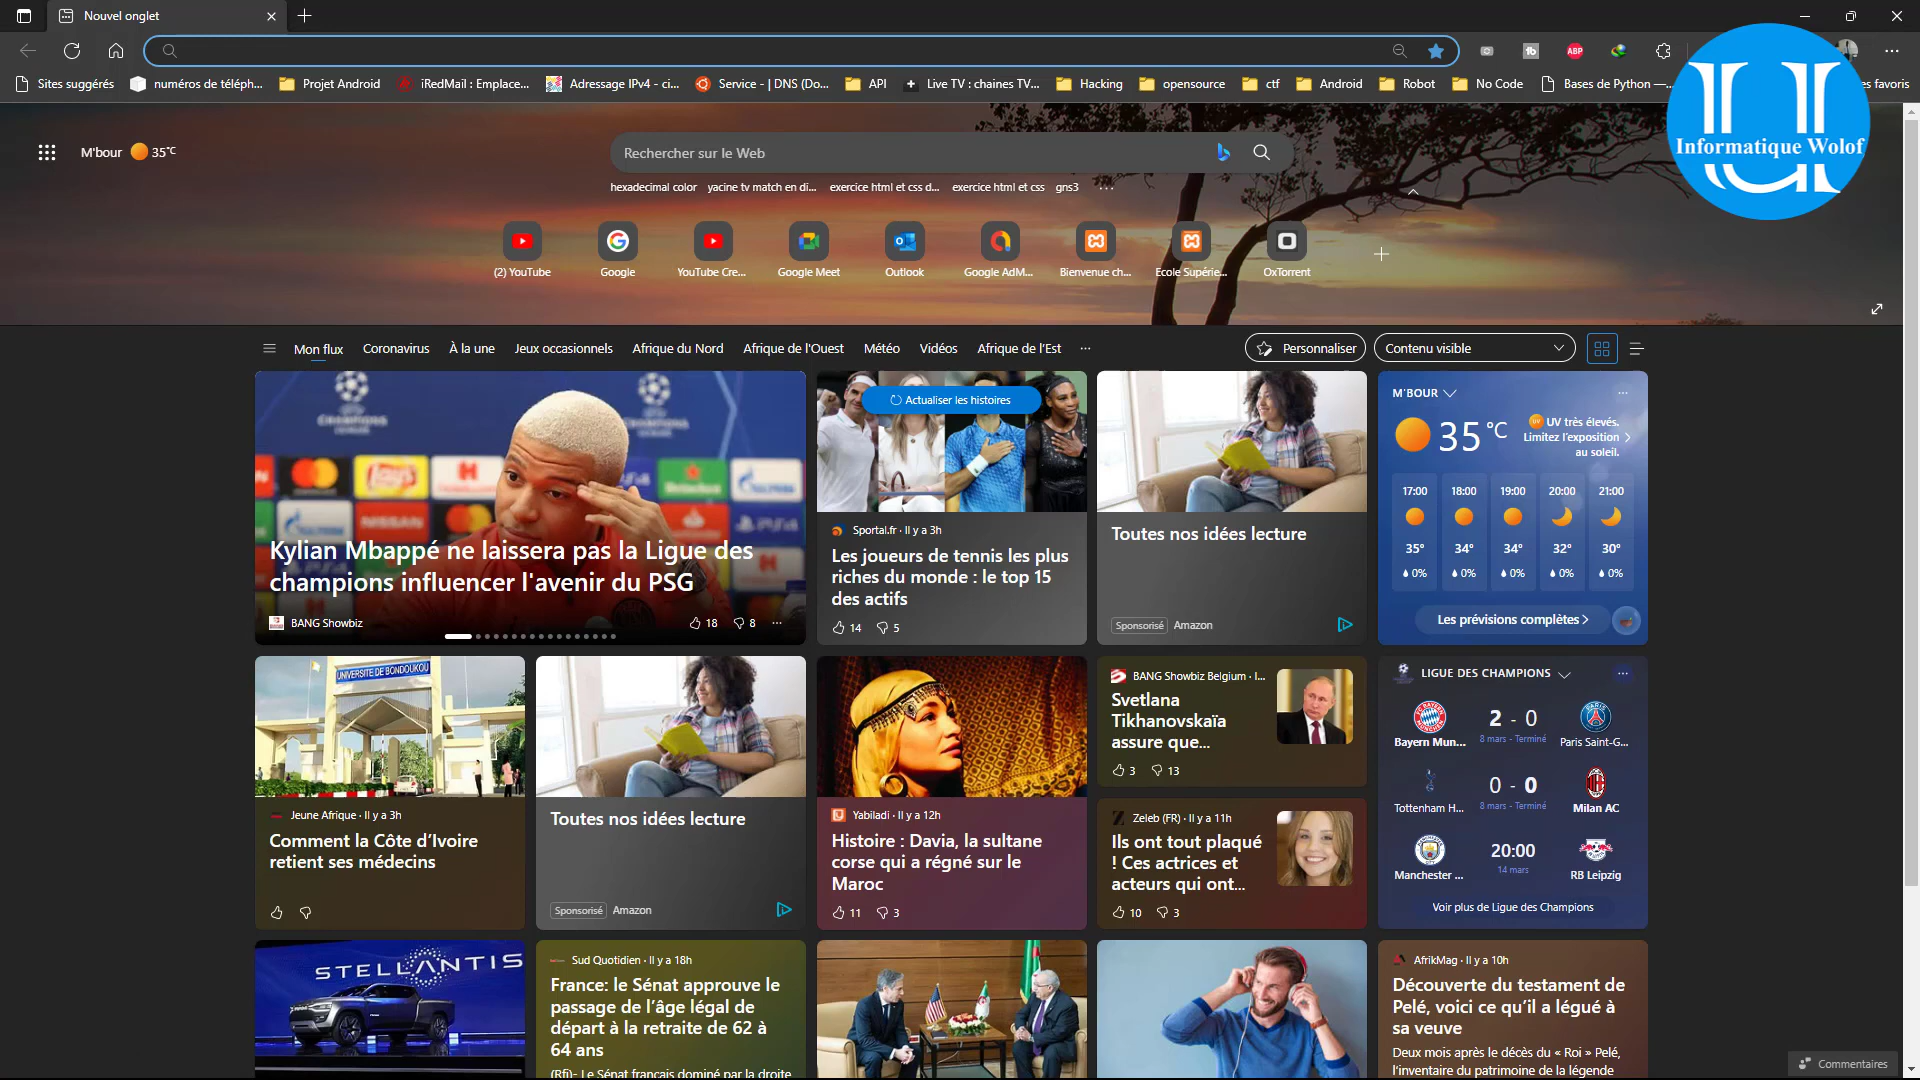 Nouvel onglet
Sites suggérés
numéros de téléph...
Projet Android
iRedMail : Emplace...
Adressage IPv4 - ci...
Service - | DNS (Do...
API
Live TV : chaines TV...
Hacking
opensource
ctf
Android
Robot
No Code
Bases de Python —...
es favoris
ABP
Informatique Wolof
M'bour 35°C
Rechercher sur le Web
hexadecimal color
yacine tv match en di...
exercice html et css d...
exercice html et css
gns3
(2) YouTube
Google
YouTube Cre...
Google Meet
Outlook
Google AdM...
Bienvenue ch...
Ecole Supérie...
OxTorrent
Mon flux
Coronavirus
À la une
Jeux occasionnels
Afrique du Nord
Afrique de l'Ouest
Météo
Vidéos
Afrique de l'Est
Personnaliser
Contenu visible
Kylian Mbappé ne laissera pas la Ligue des
champions influencer l'avenir du PSG
BANG Showbiz
18 8
Actualiser les histoires
Sportal.fr · Il y a 3h
Les joueurs de tennis les plus
riches du monde : le top 15
des actifs
14 5
Toutes nos idées lecture
Sponsorisé Amazon
M'BOUR
35 °C
UV très élevés.
Limitez l'exposition
au soleil.
17:00 18:00 19:00 20:00 21:00
35° 34° 34° 32° 30°
0% 0% 0% 0% 0%
Les prévisions complètes
UNIVERSITE DE BONDOUKOU
Jeune Afrique · Il y a 3h
Comment la Côte d’Ivoire
retient ses médecins
Toutes nos idées lecture
Sponsorisé Amazon
Yabiladi · Il y a 12h
Histoire : Davia, la sultane
corse qui a régné sur le
Maroc
11 3
BANG Showbiz Belgium · I...
Svetlana
Tikhanovskaïa
assure que...
3 13
Zeleb (FR) · Il y a 11h
Ils ont tout plaqué
! Ces actrices et
acteurs qui ont...
10 3
LIGUE DES CHAMPIONS
2 - 0
8 mars - Terminé
Bayern Mun...
Paris Saint-G...
0 - 0
8 mars - Terminé
Tottenham H...
Milan AC
20:00
14 mars
Manchester ...
RB Leipzig
Voir plus de Ligue des Champions
STELLANTIS
Sud Quotidien · Il y a 18h
France: le Sénat approuve le
passage de l’âge légal de
départ à la retraite de 62 à
64 ans
(Rfi)- Le Sénat français dominé par la droite
AfrikMag · Il y a 10h
Découverte du testament de
Pelé, voici ce qu’il a légué à
sa veuve
Deux mois après le décès du « Roi » Pelé,
l'inventaire du patrimoine de la légende
Commentaires